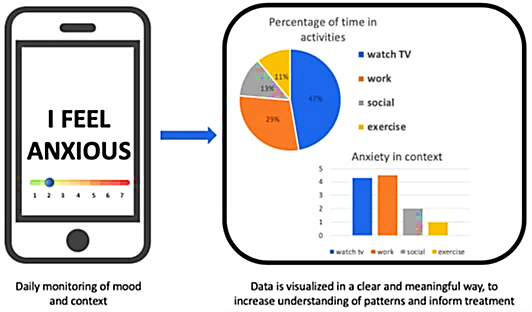 I FEEL
ANXIOUS
1 2 3 4 5 6 7
Daily monitoring of mood
and context
Percentage of time in
activities
11%
13%
47%
29%
watch TV
work
social
exercise
Anxiety in context
5
4
3
2
1
0
watch tv work social exercise
Data is visualized in a clear and meaningful way, to
increase understanding of patterns and inform treatment